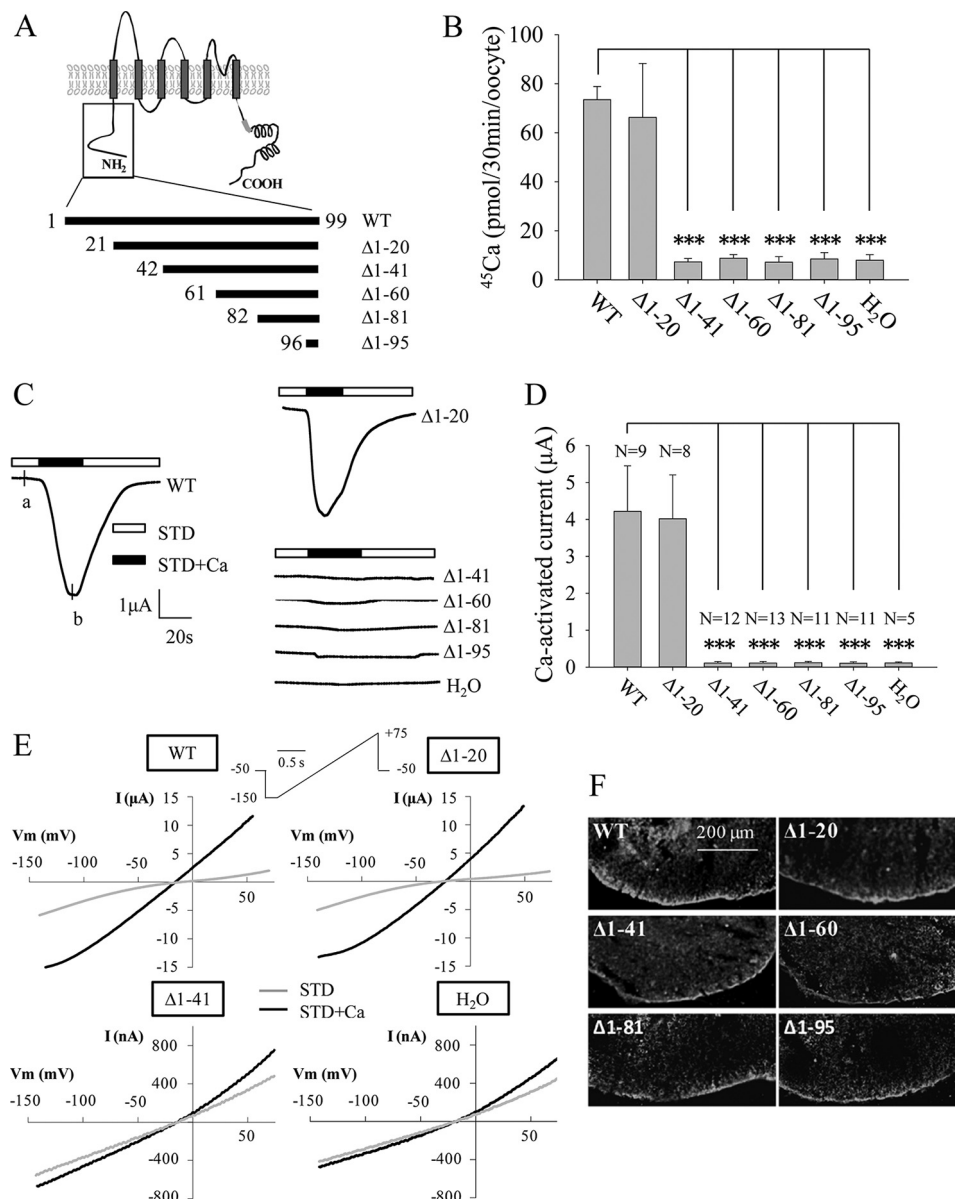 A
NH2
COOH
1 99 WT
21 Δ1-20
42 Δ1-41
61 Δ1-60
82 Δ1-81
96 Δ1-95
B
45Ca (pmol/30min/oocyte)
100
80
60
40
20
0
*** *** *** *** ***
WT Δ1-20 Δ1-41 Δ1-60 Δ1-81 Δ1-95 H2O
C
WT
a
b
STD
STD+Ca
1μA
20s
Δ1-20
Δ1-41
Δ1-60
Δ1-81
Δ1-95
H2O
D
Ca-activated current (μA)
6
5
4
3
2
1
0
N=9 N=8
N=12 N=13 N=11 N=11 N=5
*** *** *** *** ***
WT Δ1-20 Δ1-41 Δ1-60 Δ1-81 Δ1-95 H2O
E
WT
-50
-150
0.5 s
+75
-50
Δ1-20
I (μA)
Vm (mV)
-150 -100 -50 50
15
10
5
-5
-10
-15
I (μA)
Vm (mV)
-150 -100 -50 50
15
10
5
-5
-10
-15
Δ1-41
STD
STD+Ca
H2O
I (nA)
Vm (mV)
-150 -100 -50 0 50
800
400
-400
-800
I (nA)
Vm (mV)
-150 -100 -50 0 50
800
400
-400
-800
F
WT
200 μm
Δ1-20
Δ1-41
Δ1-60
Δ1-81
Δ1-95